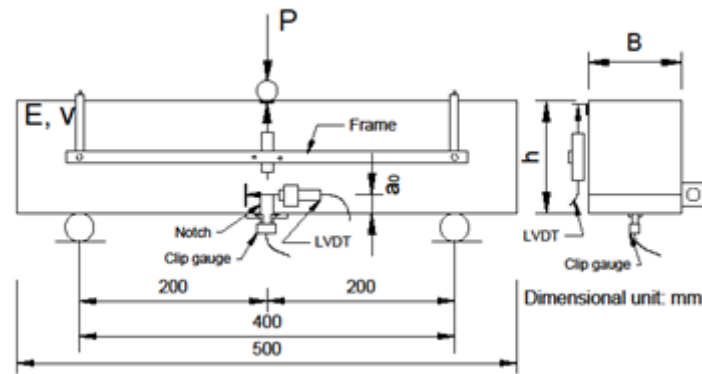 P
B
E, v
Frame
h
a0
Notch
LVDT
Clip gauge
LVDT
Clip gauge
200
200
400
500
Dimensional unit: mm